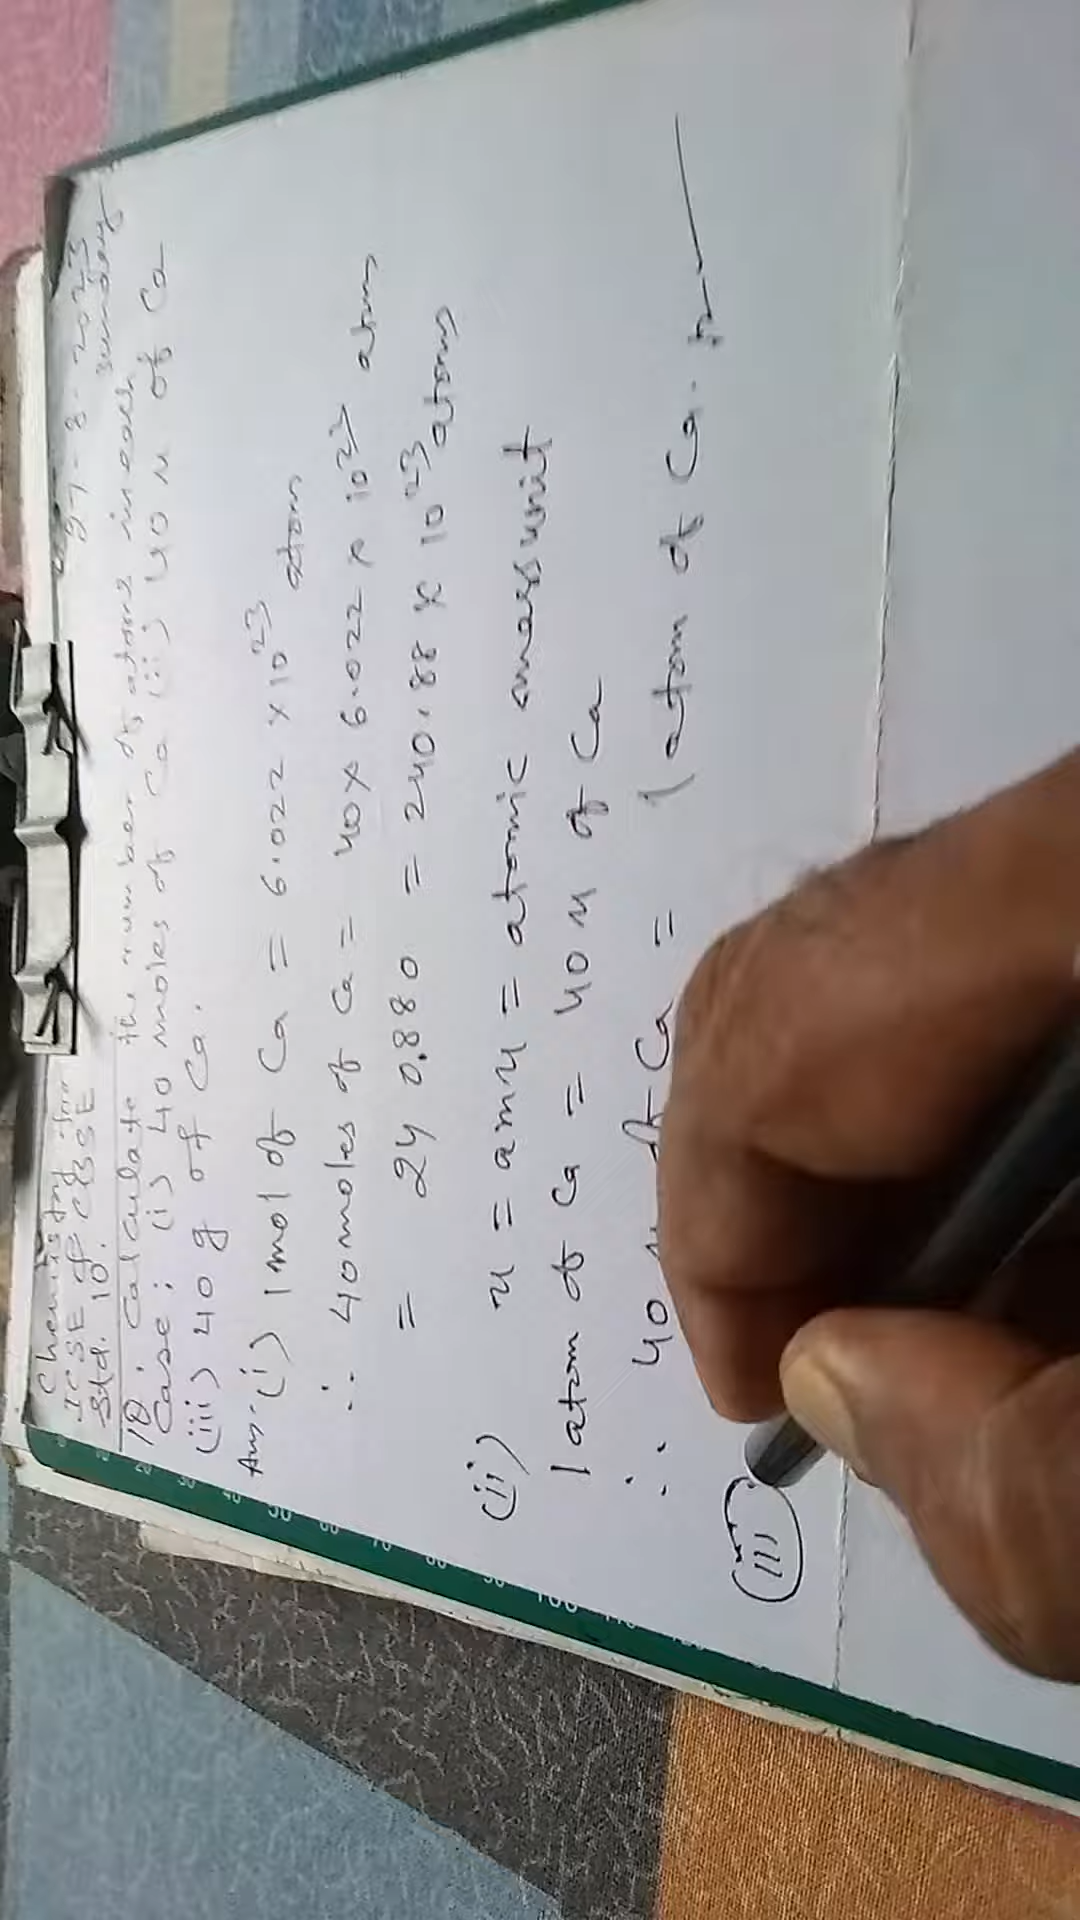 Chemistry for
ICSE & CBSE
Std. 10.
27-8-2023
Sunday
18. Calculate the number of atoms in each
Case: (i) 40 moles of Ca (ii) 40 u of Ca
(iii) 40 g of Ca.
Ans. (i) 1 mol of Ca = 6.022 × 10²³ atom
∴ 40 moles of Ca = 40 × 6.022 × 10²³ atoms
= 240.880 = 240.88 × 10²³ atoms
(ii) u = amu = atomic mass unit
1 atom of Ca = 40 u of Ca
∴ 40 u of Ca = 1 atom of Ca.
(iii)